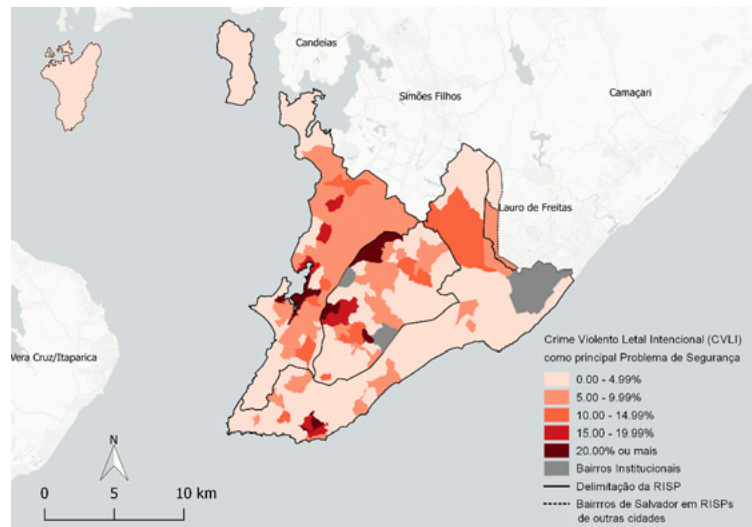 Candeias
Simões Filhos
Camaçari
Lauro de Freitas
Vera Cruz/Itaparica
Crime Violento Letal Intencional (CVLI)
como principal Problema de Segurança
0.00 - 4.99%
5.00 - 9.99%
10.00 - 14.99%
15.00 - 19.99%
20.00% ou mais
Bairros Institucionais
Delimitação da RISP
Bairrros de Salvador em RISPs
de outras cidades
N
0 5 10 km